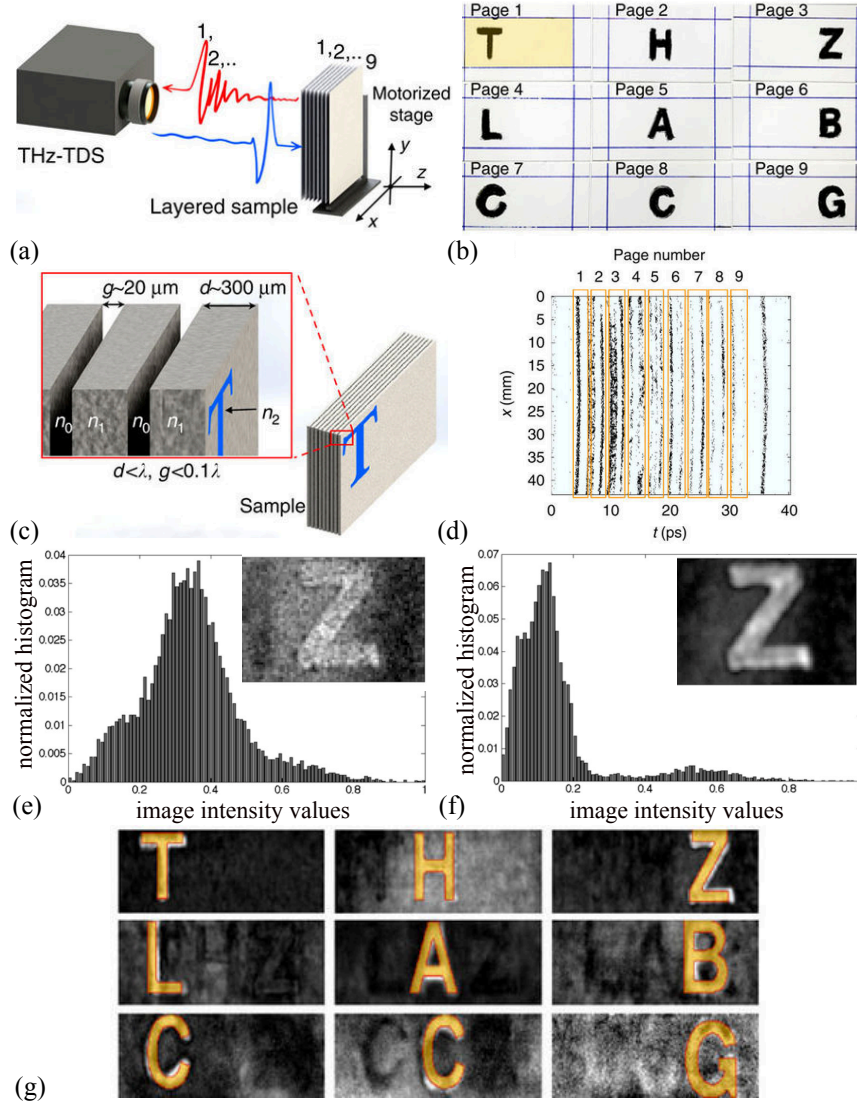 1,
2,..
1,2,..
9
Motorized
stage
THz-TDS
Layered sample
y
z
x
(a)
Page 1
Page 2
Page 3
T
H
Z
Page 4
Page 5
Page 6
L
A
B
Page 7
Page 8
Page 9
C
C
G
(b)
g~20 μm
d~300 μm
n0
n1
n0
n1
n2
T
T
d<λ, g<0.1λ
Sample
(c)
Page number
1 2 3 4 5 6 7 8 9
0
5
10
15
20
25
30
35
40
x (mm)
0 10 20 30 40
t (ps)
(d)
0.04
0.035
0.03
0.025
0.02
0.015
0.01
0.005
0
normalized histogram
Z
0 0.2 0.4 0.6 0.8 1
image intensity values
(e)
0.07
0.06
0.05
0.04
0.03
0.02
0.01
0
normalized histogram
Z
0 0.2 0.4 0.6 0.8
image intensity values
(f)
T
H
Z
L
A
B
C
C
G
(g)